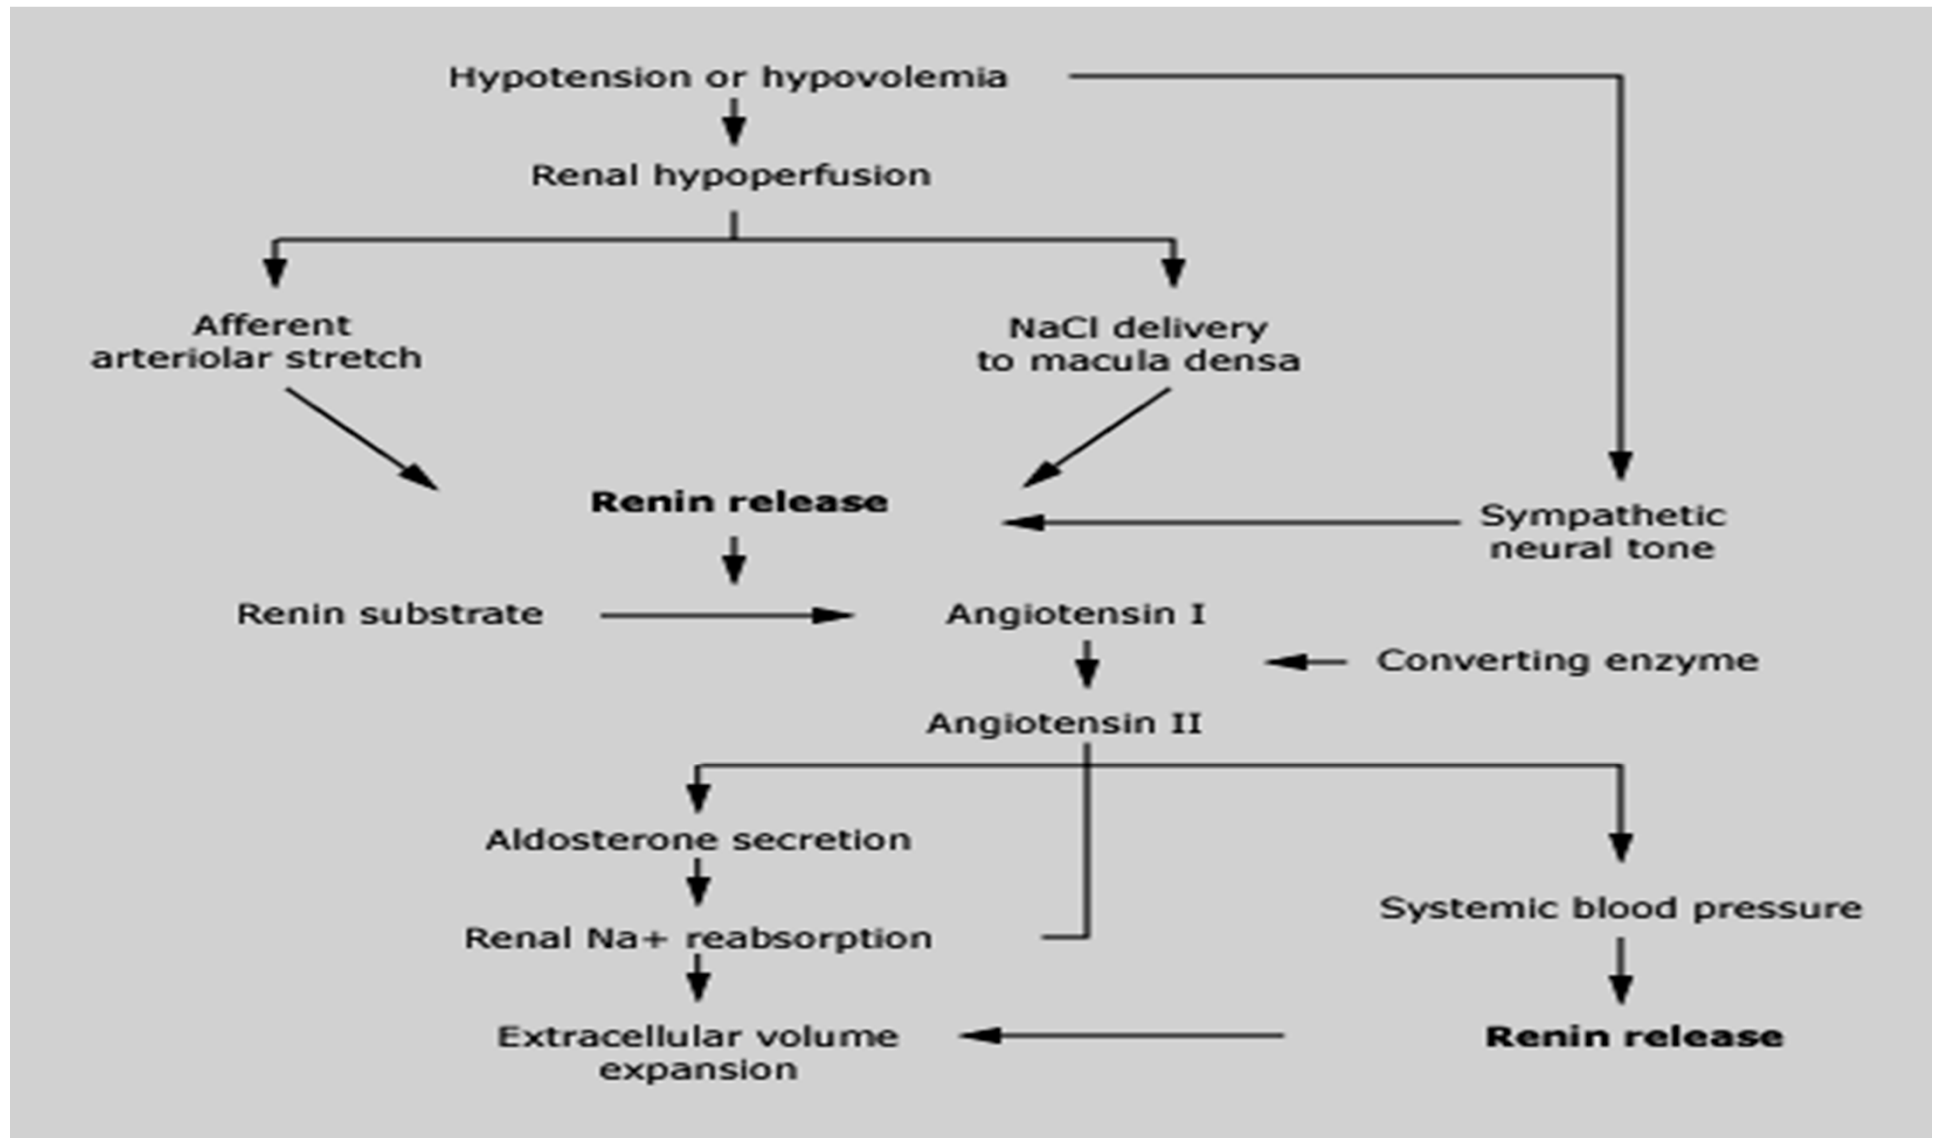 Hypotension or hypovolemia
Renal hypoperfusion
Afferent
arteriolar stretch
NaCl delivery
to macula densa
Renin release
Sympathetic
neural tone
Renin substrate
Angiotensin I
Converting enzyme
Angiotensin II
Aldosterone secretion
Systemic blood pressure
Renal Na+ reabsorption
Extracellular volume
expansion
Renin release